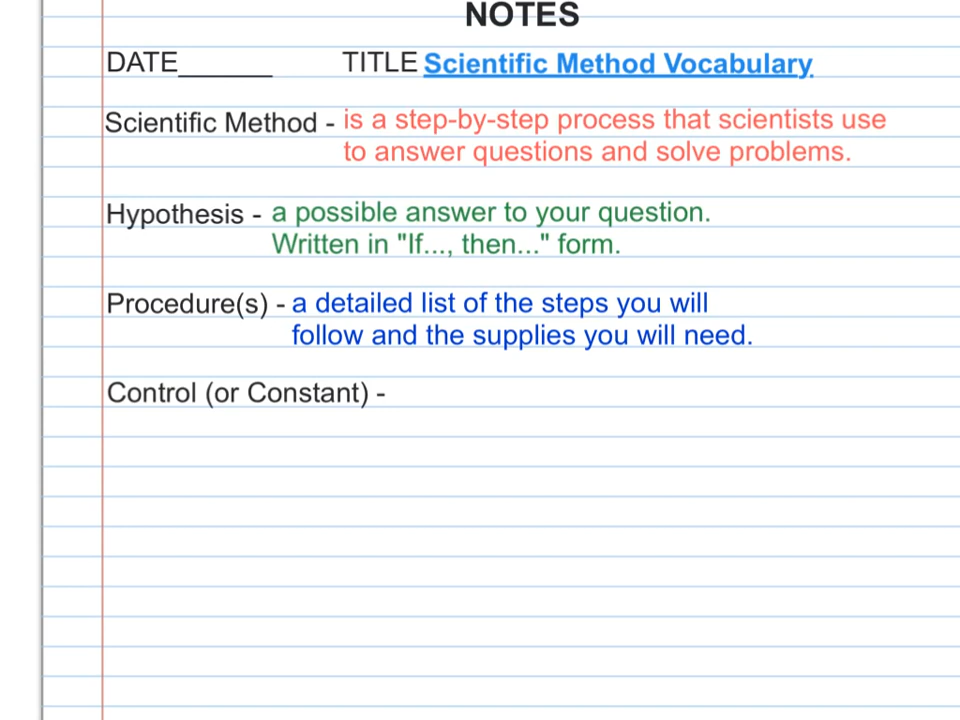 NOTES
DATE______ TITLE Scientific Method Vocabulary
Scientific Method - is a step-by-step process that scientists use
to answer questions and solve problems.
Hypothesis - a possible answer to your question.
Written in "If..., then..." form.
Procedure(s) - a detailed list of the steps you will
follow and the supplies you will need.
Control (or Constant) -